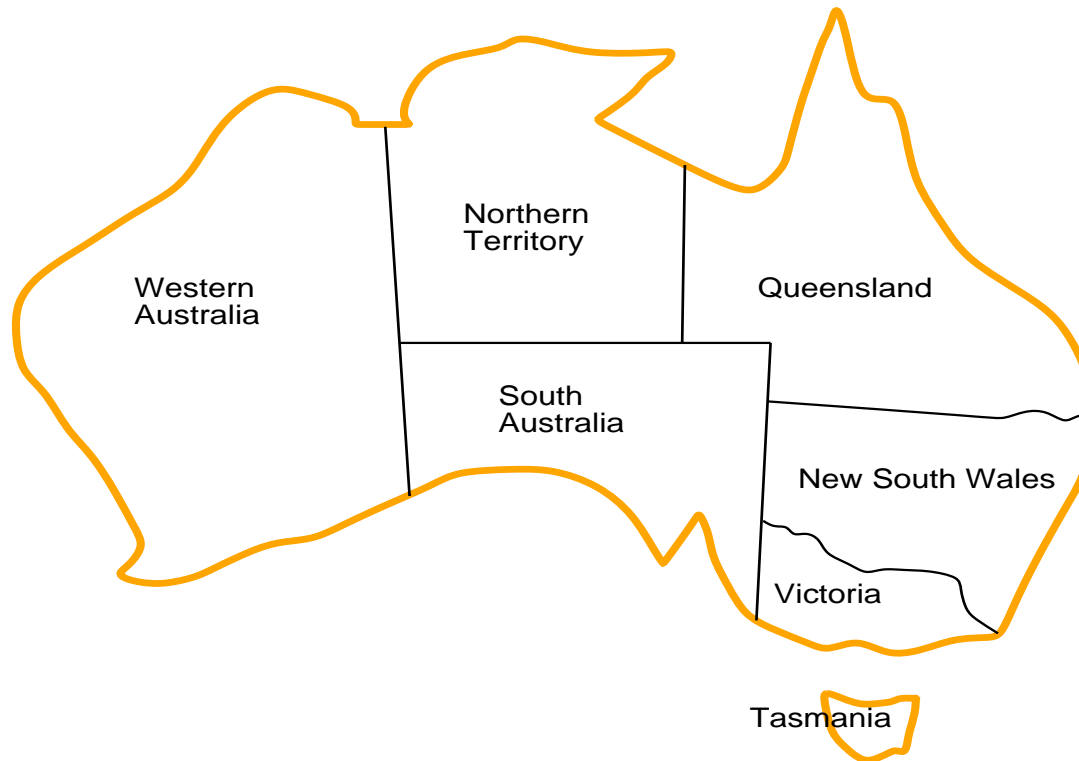 Northern
Territory
Western
Australia
Queensland
South
Australia
New South Wales
Victoria
Tasmania